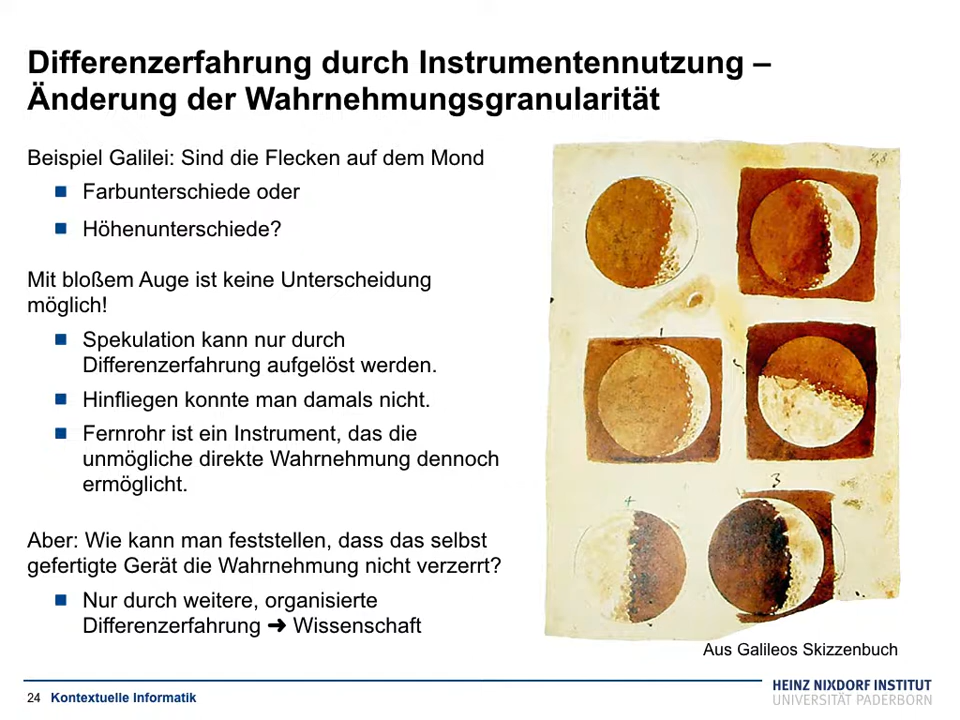 Differenzerfahrung durch Instrumentennutzung –
Änderung der Wahrnehmungsgranularität
Beispiel Galilei: Sind die Flecken auf dem Mond
Farbunterschiede oder
Höhenunterschiede?
Mit bloßem Auge ist keine Unterscheidung
möglich!
Spekulation kann nur durch
Differenzerfahrung aufgelöst werden.
Hinfliegen konnte man damals nicht.
Fernrohr ist ein Instrument, das die
unmögliche direkte Wahrnehmung dennoch
ermöglicht.
Aber: Wie kann man feststellen, dass das selbst
gefertigte Gerät die Wahrnehmung nicht verzerrt?
Nur durch weitere, organisierte
Differenzerfahrung ➜ Wissenschaft
1
4
3
Aus Galileos Skizzenbuch
24 Kontextuelle Informatik
HEINZ NIXDORF INSTITUT
UNIVERSITÄT PADERBORN